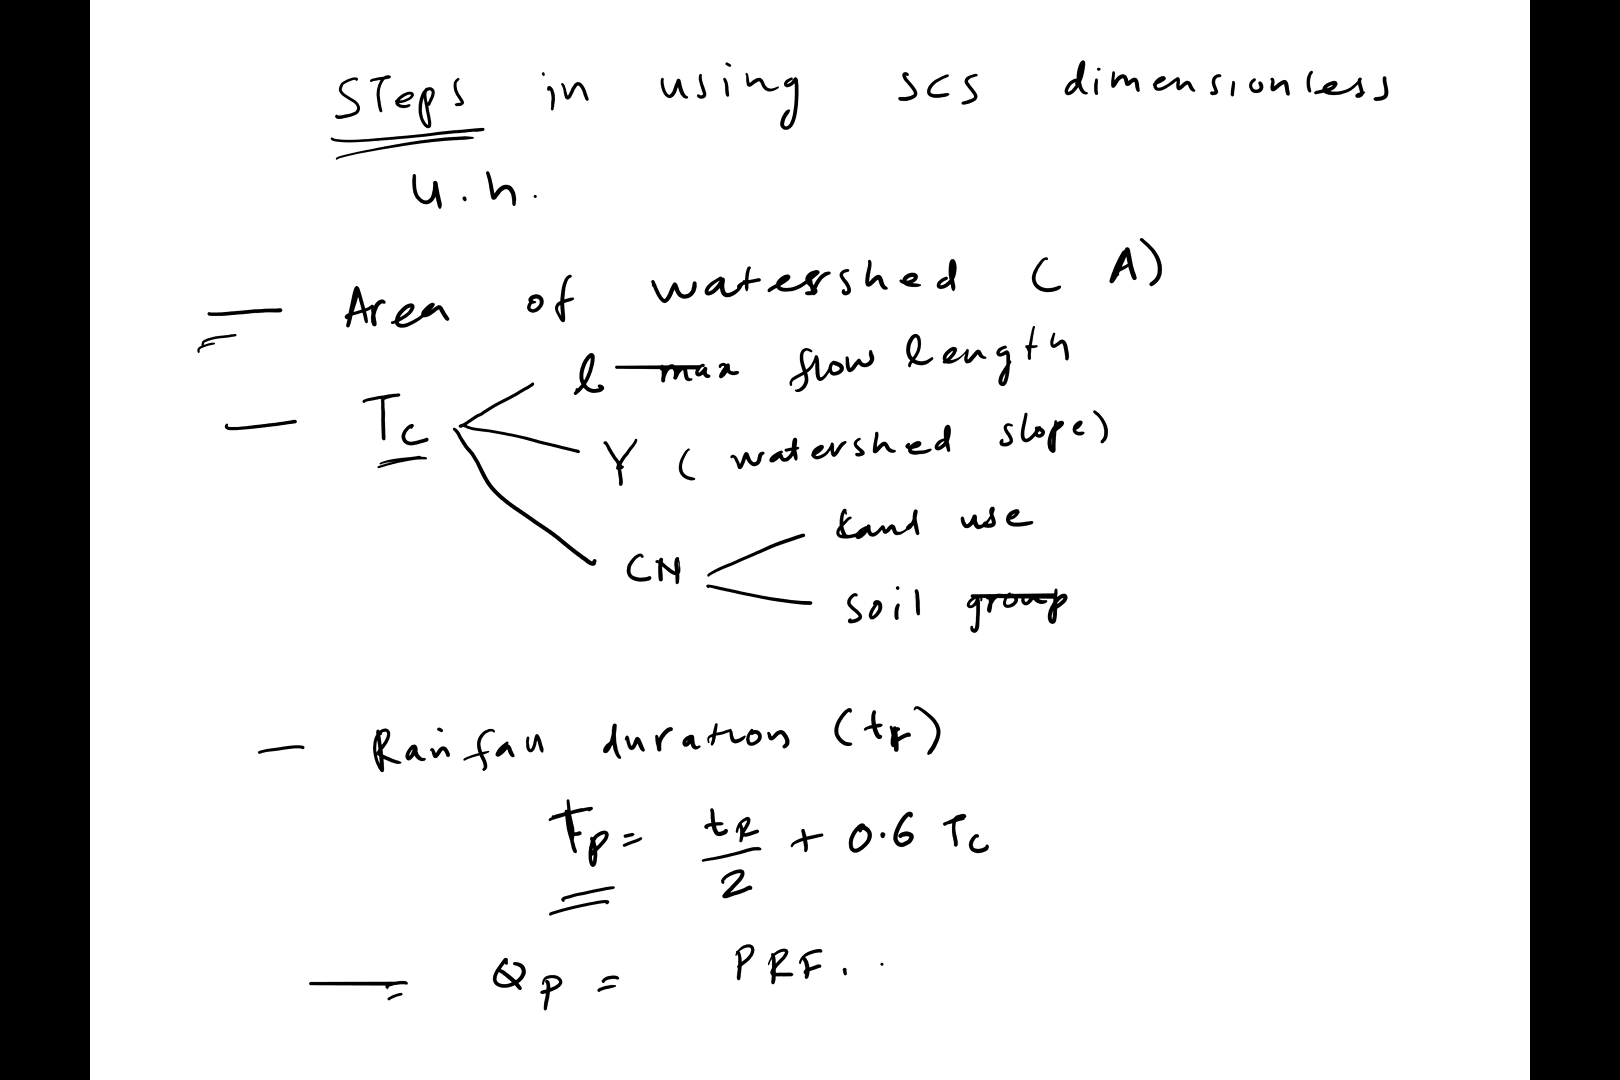 Steps in using SCS dimensionless
U.h.
— Area of watershed (A)
l — max flow length
— Tc
Y (watershed slope)
CN
Land use
Soil group
— Rainfall duration (tr)
Tp = tR/2 + 0.6 Tc
— Qp = PRF.